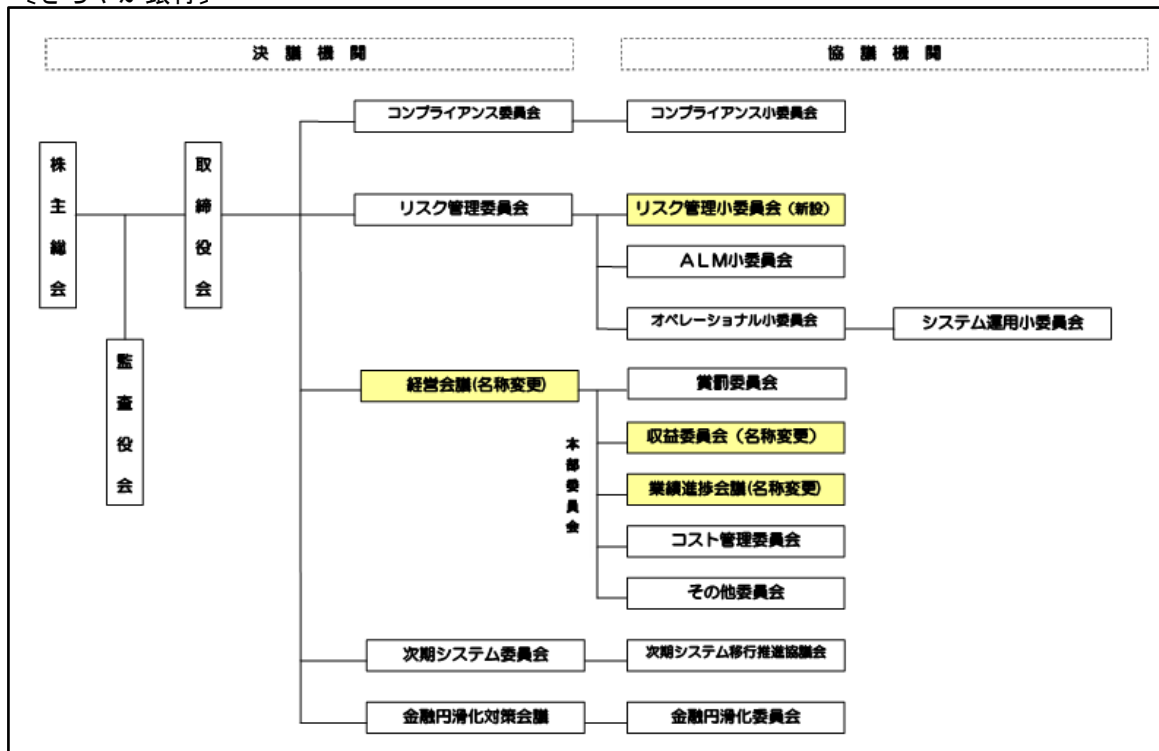 決議機関
協議機関
コンプライアンス委員会
コンプライアンス小委員会
株主総会
取締役会
リスク管理委員会
リスク管理小委員会（新設）
ＡＬＭ小委員会
オペレーショナル小委員会
システム運用小委員会
監査役会
経営会議(名称変更)
賞罰委員会
本部委員会
収益委員会（名称変更）
業績進捗会議(名称変更)
コスト管理委員会
その他委員会
次期システム委員会
次期システム移行推進協議会
金融円滑化対策会議
金融円滑化委員会